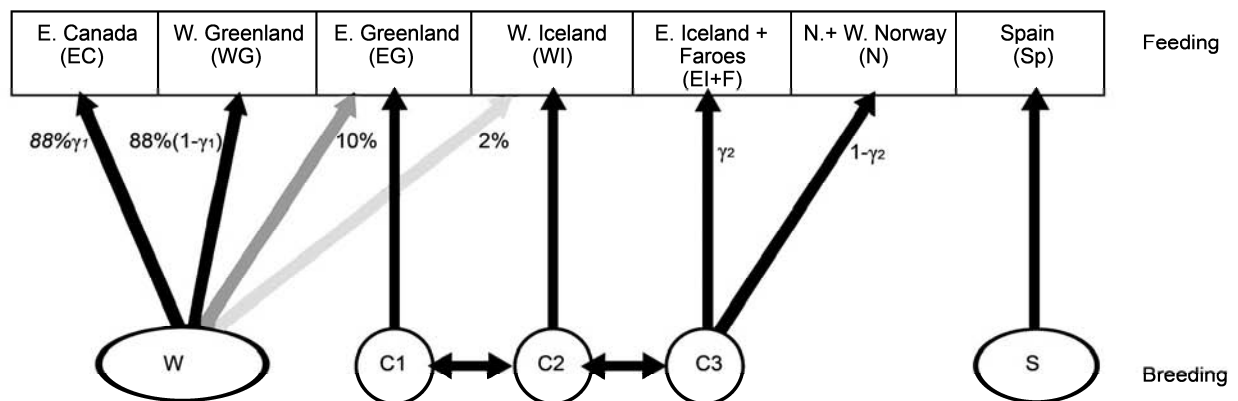 E. Canada
(EC)
W. Greenland
(WG)
E. Greenland
(EG)
W. Iceland
(WI)
E. Iceland +
Faroes
(EI+F)
N.+ W. Norway
(N)
Spain
(Sp)
Feeding
88%γ1
88%(1-γ1)
10%
2%
γ2
1-γ2
W
C1
C2
C3
S
Breeding